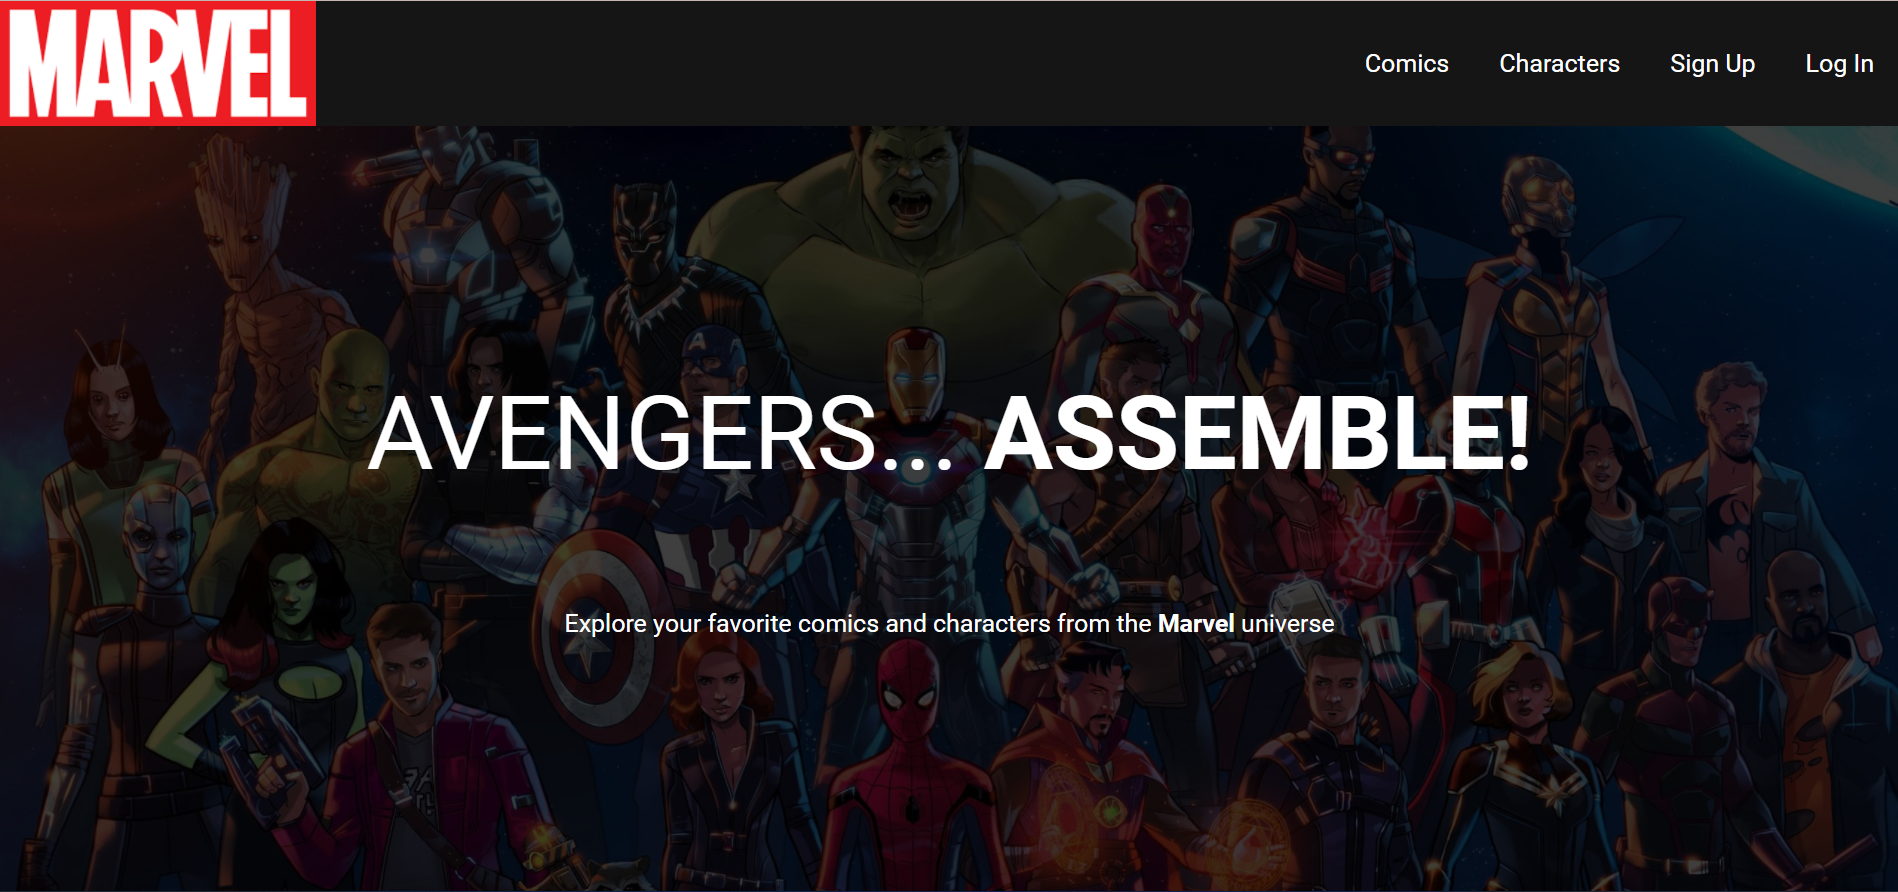 MARVEL
Comics Characters Sign Up Log In
AVENGERS... ASSEMBLE!
A
Explore your favorite comics and characters from the Marvel universe